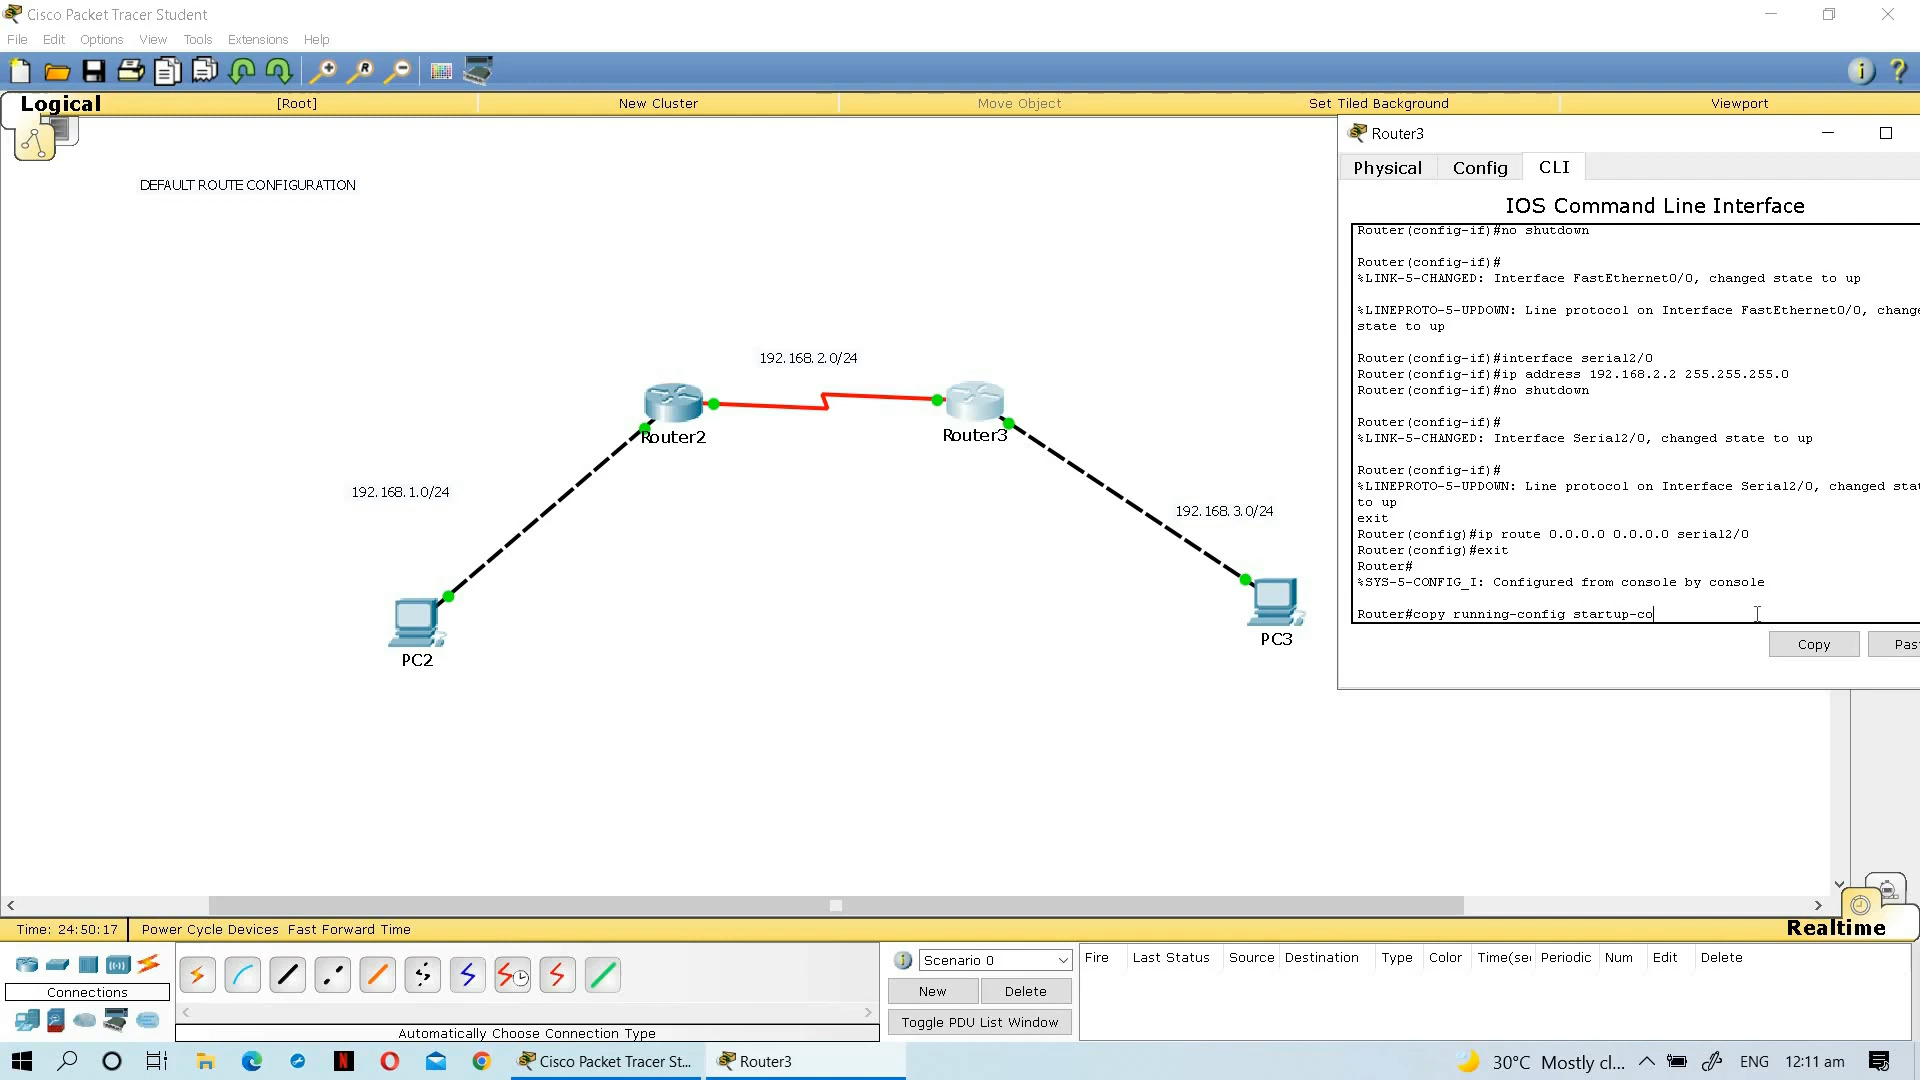 Cisco Packet Tracer Student
File Edit Options View Tools Extensions Help
Logical [Root] New Cluster Move Object Set Tiled Background Viewport
DEFAULT ROUTE CONFIGURATION
192.168.2.0/24
Router2
Router3
192.168.1.0/24
192.168.3.0/24
PC2
PC3
Router3
Physical Config CLI
IOS Command Line Interface
Router(config-if)#no shutdown
Router(config-if)#
%LINK-5-CHANGED: Interface FastEthernet0/0, changed state to up
%LINEPROTO-5-UPDOWN: Line protocol on Interface FastEthernet0/0, change
state to up
Router(config-if)#interface serial2/0
Router(config-if)#ip address 192.168.2.2 255.255.255.0
Router(config-if)#no shutdown
Router(config-if)#
%LINK-5-CHANGED: Interface Serial2/0, changed state to up
Router(config-if)#
%LINEPROTO-5-UPDOWN: Line protocol on Interface Serial2/0, changed stat
to up
exit
Router(config)#ip route 0.0.0.0 0.0.0.0 serial2/0
Router(config)#exit
Router#
%SYS-5-CONFIG_I: Configured from console by console
Router#copy running-config startup-co
Copy Past
Time: 24:50:17 Power Cycle Devices Fast Forward Time Realtime
Connections
Automatically Choose Connection Type
Scenario 0
New Delete
Toggle PDU List Window
Fire Last Status Source Destination Type Color Time(sec Periodic Num Edit Delete
Cisco Packet Tracer St... Router3 30°C Mostly cl... ENG 12:11 am